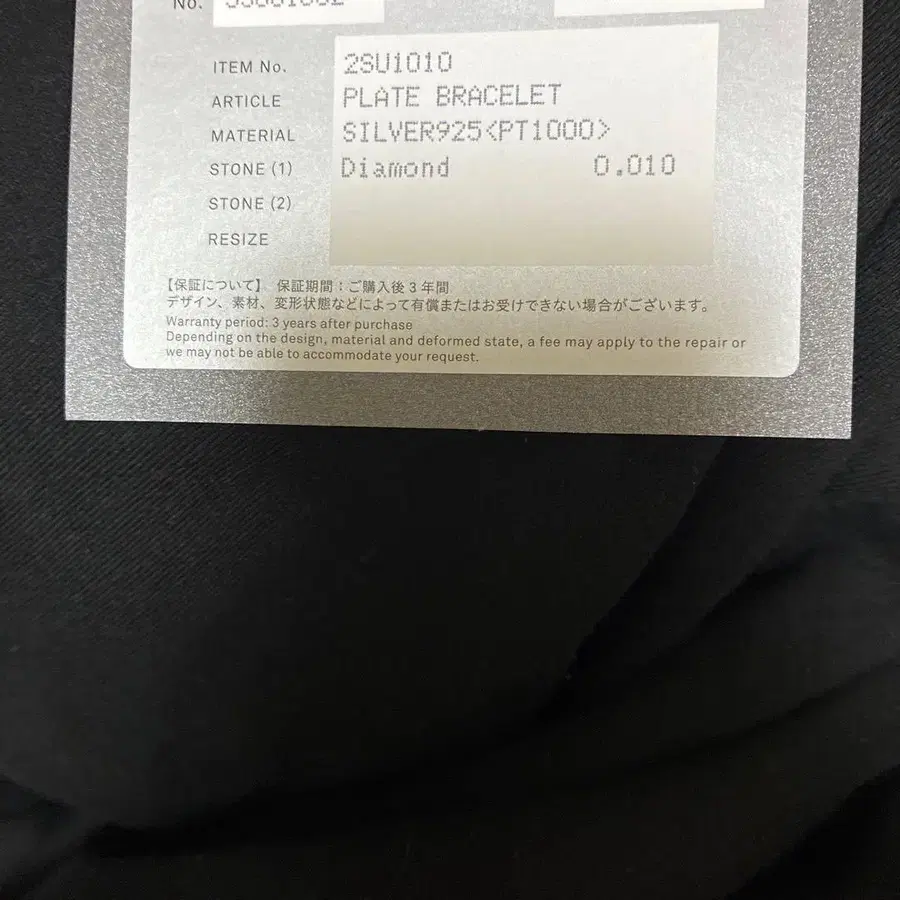 No.
ITEM No. 2SU1010
ARTICLE PLATE BRACELET
MATERIAL SILVER925<PT1000>
STONE (1) Diamond 0.010
STONE (2)
RESIZE
【保証について】 保証期間：ご購入後３年間
デザイン、素材、変形状態などによって有償またはお受けできない場合がございます。
Warranty period: 3 years after purchase
Depending on the design, material and deformed state, a fee may apply to the repair or
we may not be able to accommodate your request.